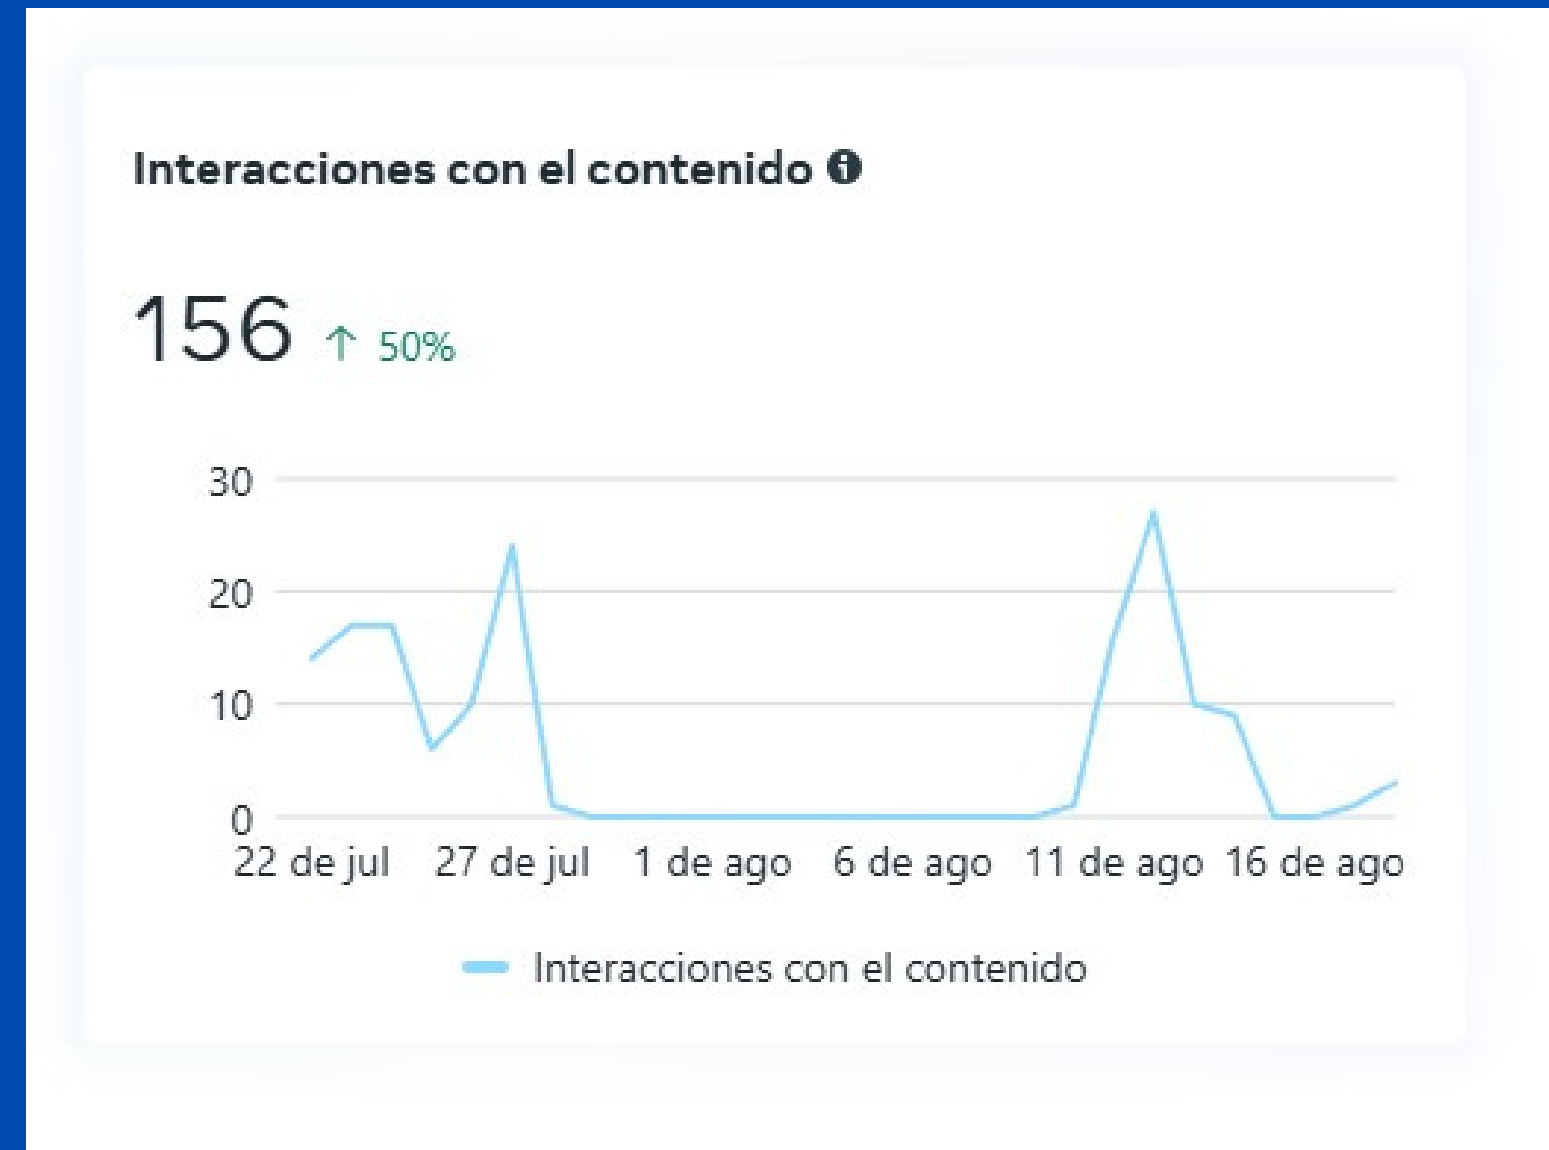 Interacciones con el contenido
156 ↑ 50%
30
20
10
0
22 de jul 27 de jul 1 de ago 6 de ago 11 de ago 16 de ago
Interacciones con el contenido